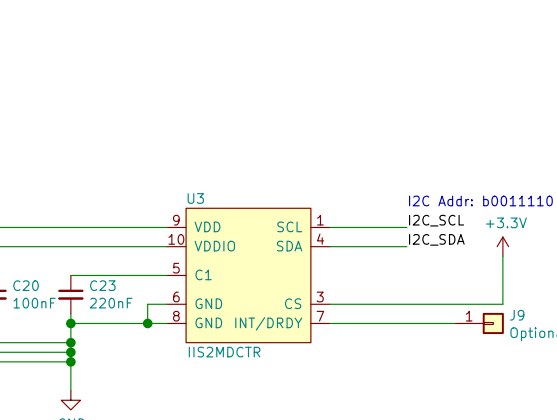 U3
I2C Addr: b0011110
9 VDD SCL 1 I2C_SCL
+3.3V
10 VDDIO SDA 4 I2C_SDA
5 C1
C20 C23
100nF 220nF
6 GND CS 3
8 GND INT/DRDY 7 1 J9
IIS2MDCTR